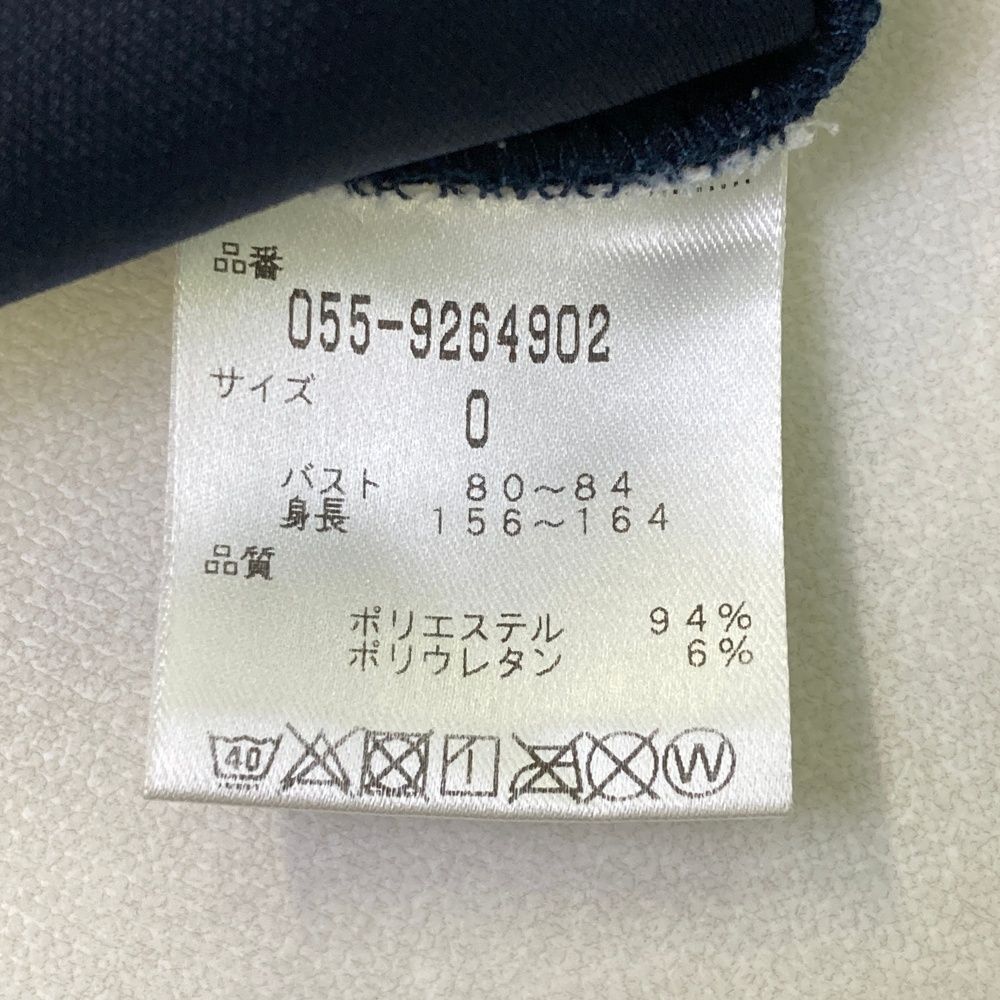 品番
055-9264902
サイズ
0
バスト 80~84
身長 156~164
品質
ポリエステル 94%
ポリウレタン 6%
40 1 W